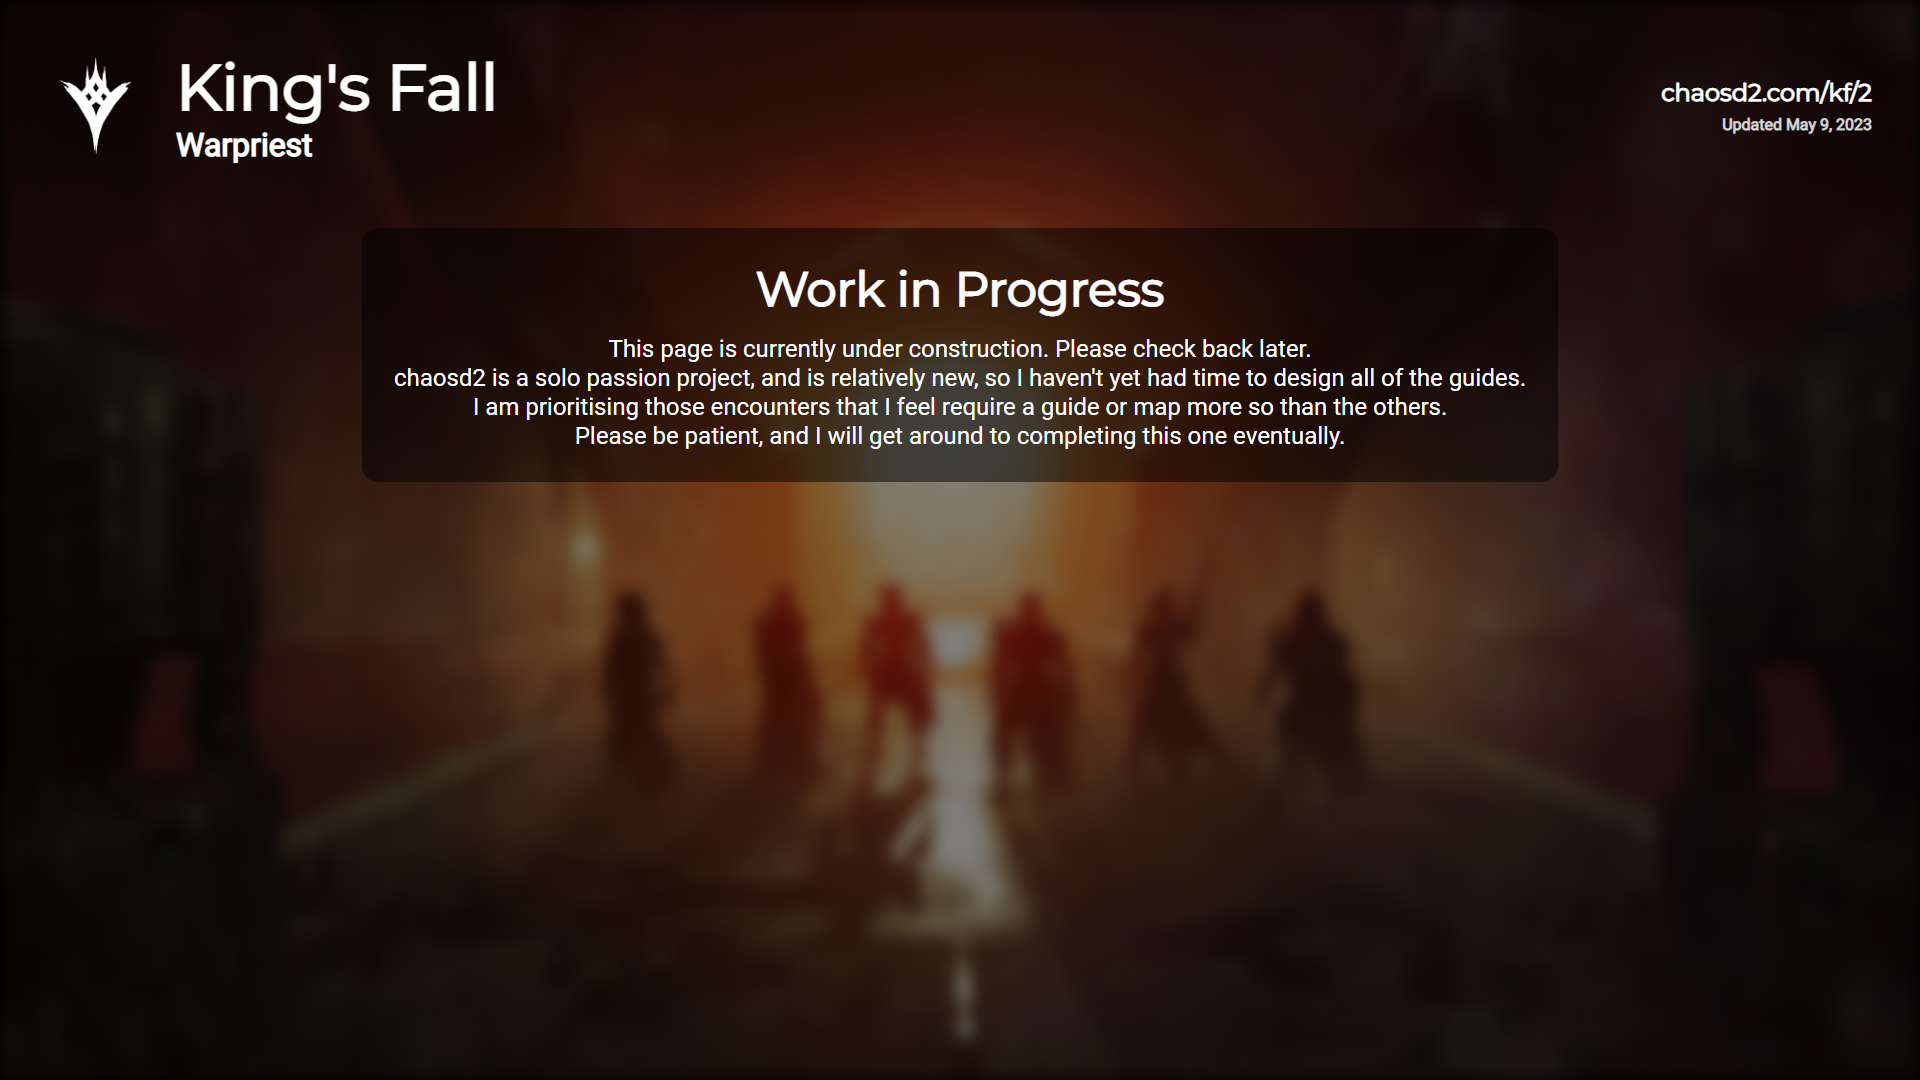 King's Fall
Warpriest
chaosd2.com/kf/2
Updated May 9, 2023
Work in Progress
This page is currently under construction. Please check back later.
chaosd2 is a solo passion project, and is relatively new, so I haven't yet had time to design all of the guides.
I am prioritising those encounters that I feel require a guide or map more so than the others.
Please be patient, and I will get around to completing this one eventually.